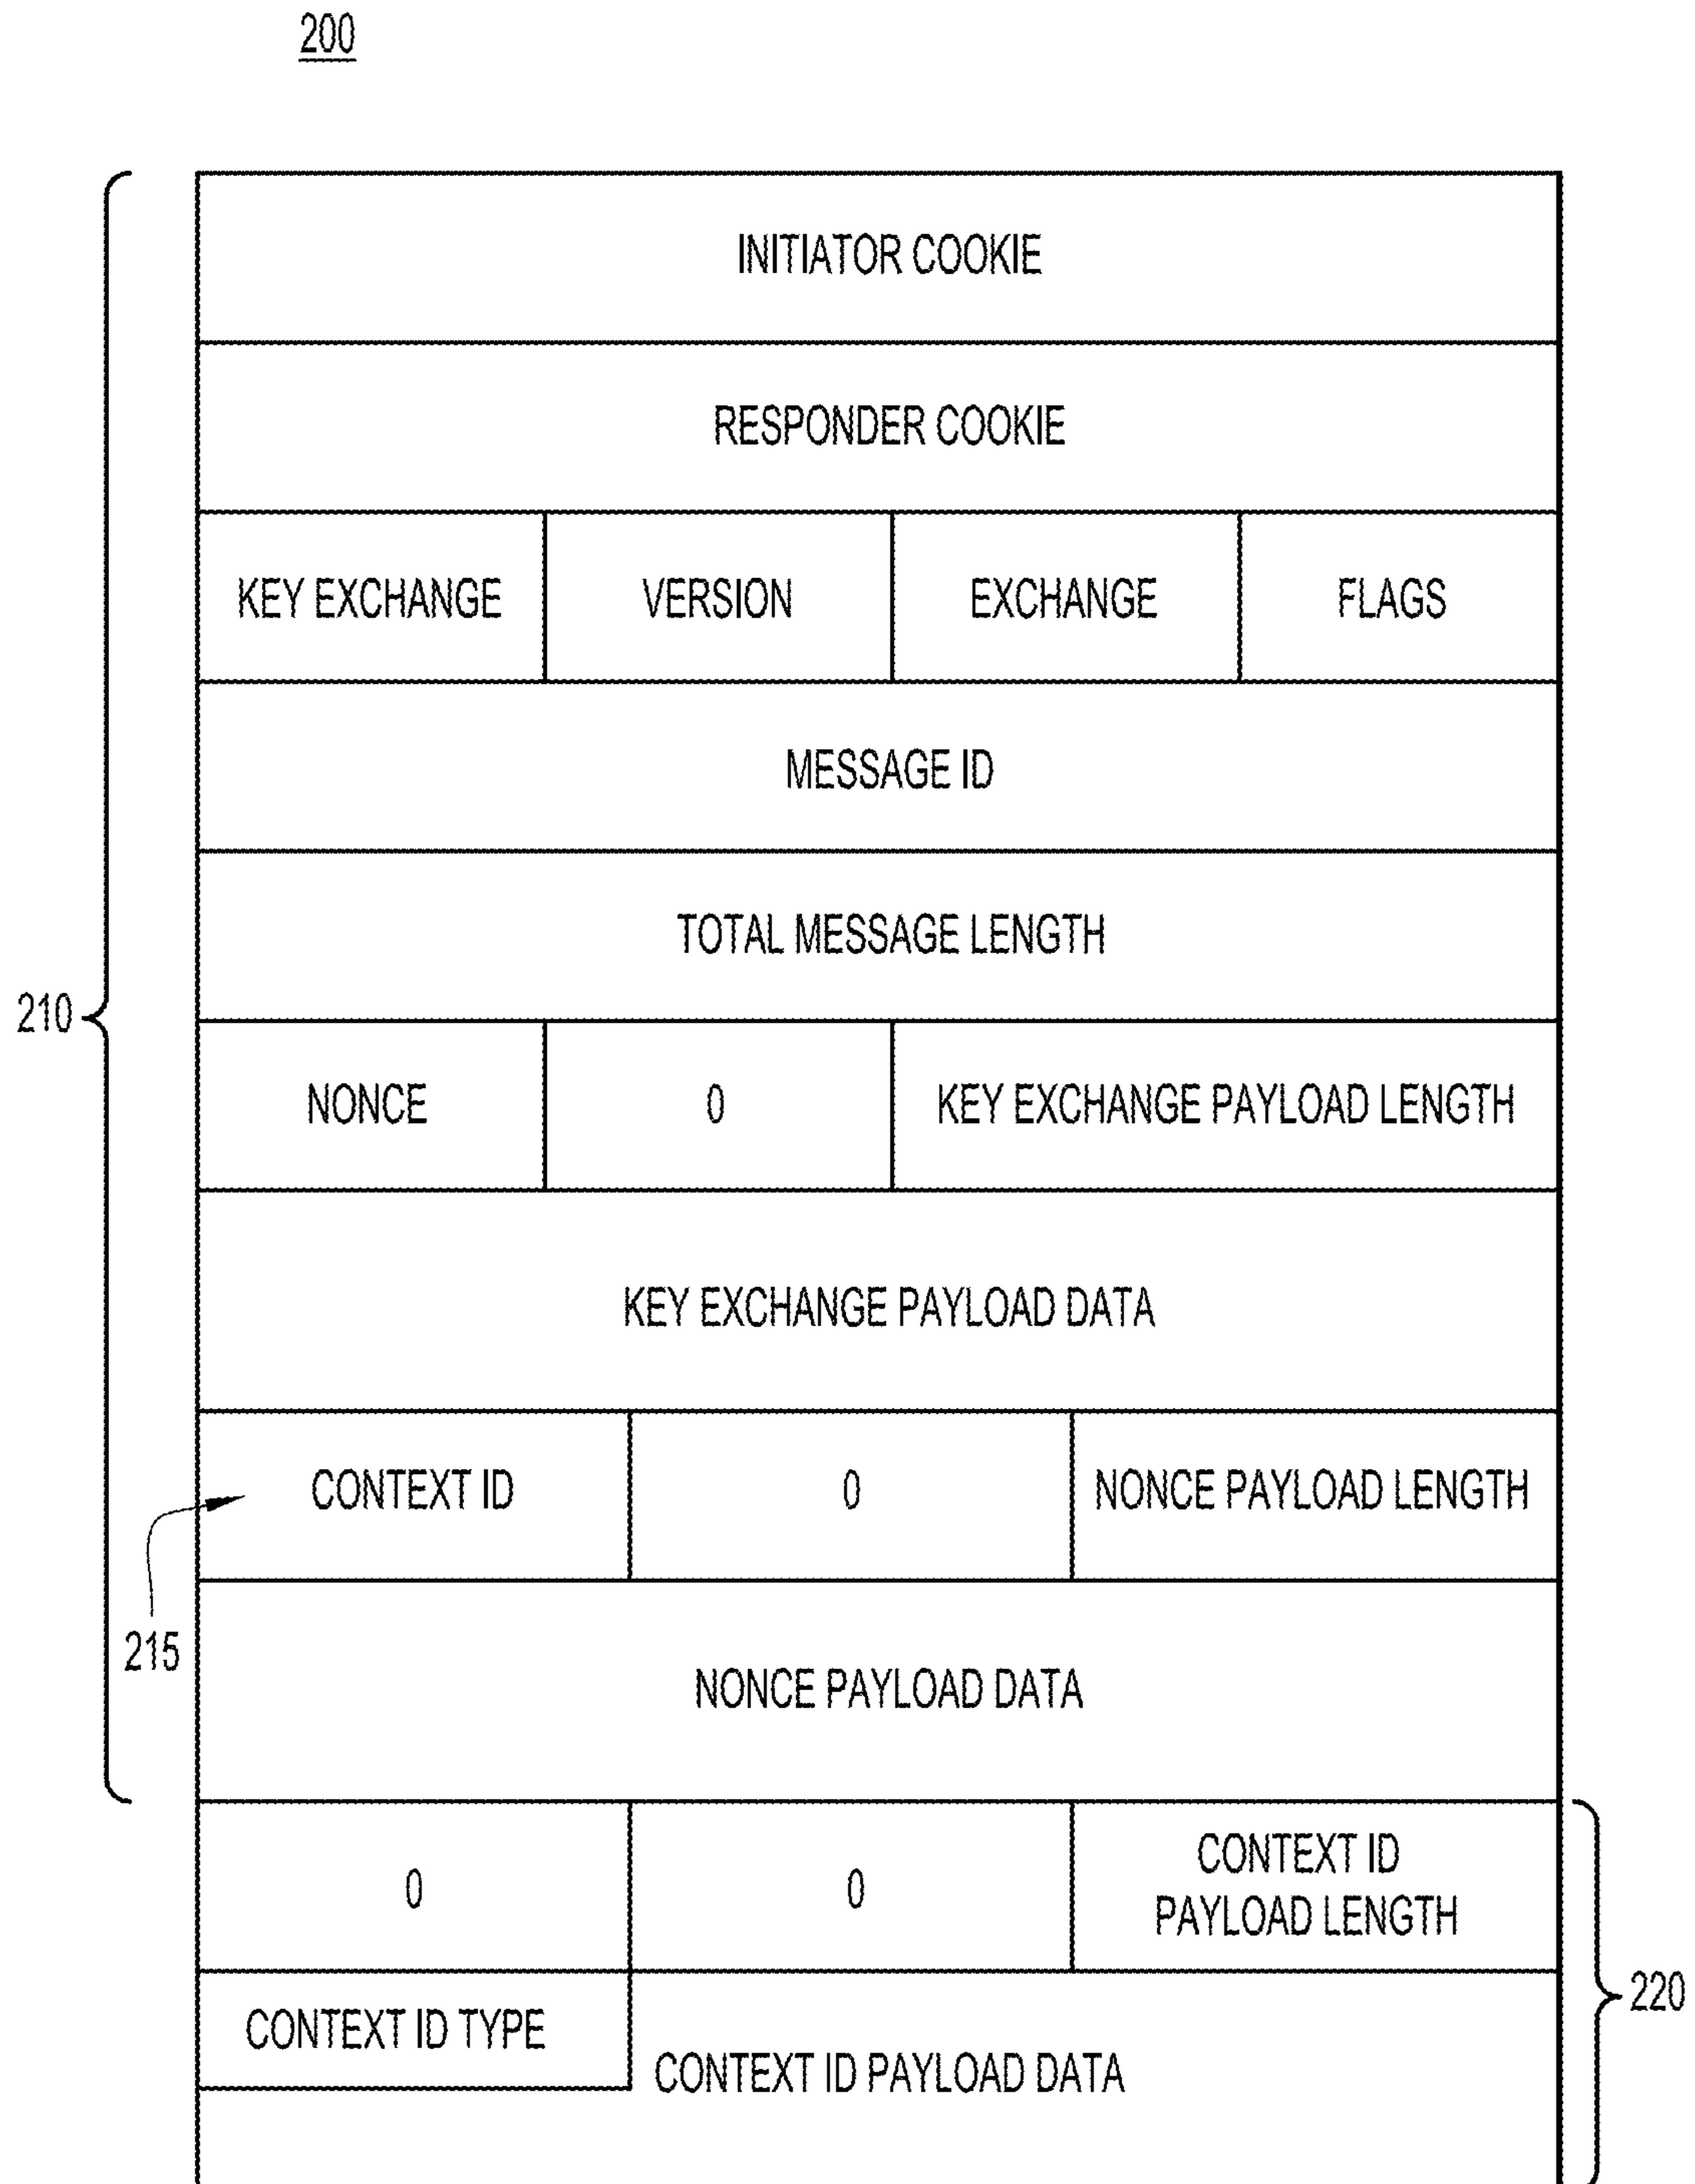 200
INITIATOR COOKIE
RESPONDER COOKIE
KEY EXCHANGE VERSION EXCHANGE FLAGS
MESSAGE ID
TOTAL MESSAGE LENGTH
210
NONCE 0 KEY EXCHANGE PAYLOAD LENGTH
KEY EXCHANGE PAYLOAD DATA
CONTEXT ID 0 NONCE PAYLOAD LENGTH
215
NONCE PAYLOAD DATA
0 0 CONTEXT ID
PAYLOAD LENGTH
220
CONTEXT ID TYPE
CONTEXT ID PAYLOAD DATA